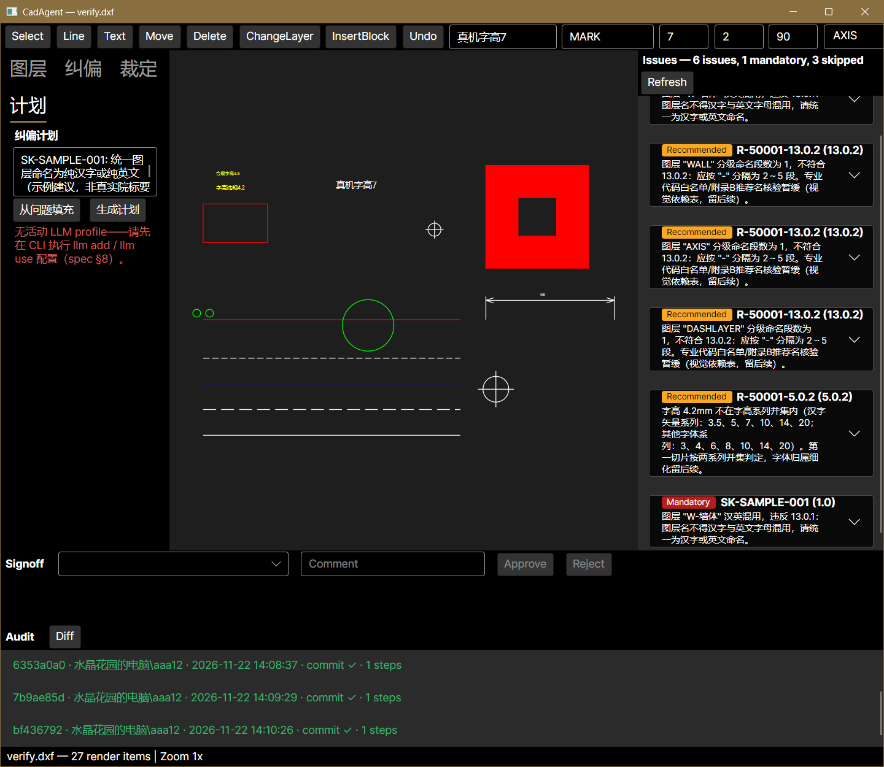 CadAgent — verify.dxf
Select Line Text Move Delete ChangeLayer InsertBlock Undo 真机字高7 MARK 7 2 90 AXIS
图层 纠偏 裁定
计划
纠偏计划
SK-SAMPLE-001: 统一图
层命名为纯汉字或纯英文
（示例建议，非真实院标要
从问题填充 生成计划
无活动 LLM profile——请先
在 CLI 执行 llm add / llm
use 配置（spec §8）。
字高字高4.2
真机字高7
Issues — 6 issues, 1 mandatory, 3 skipped
Refresh
图层名不得汉字与英文字母混用，请统
一为汉字或英文命名。
Recommended R-50001-13.0.2 (13.0.2)
图层 "WALL" 分级命名段数为 1，不符合
13.0.2：应按 "-" 分隔为 2 ~ 5 段。专业
代码白名单/附录B推荐名核验暂缓（视
觉依赖表，留后续）。
Recommended R-50001-13.0.2 (13.0.2)
图层 "AXIS" 分级命名段数为 1，不符合
13.0.2：应按 "-" 分隔为 2 ~ 5 段。专业
代码白名单/附录B推荐名核验暂缓（视
觉依赖表，留后续）。
Recommended R-50001-13.0.2 (13.0.2)
图层 "DASHLAYER" 分级命名段数为
1，不符合 13.0.2：应按 "-" 分隔为 2 ~ 5
段。专业代码白名单/附录B推荐名核验
暂缓（视觉依赖表，留后续）。
Recommended R-50001-5.0.2 (5.0.2)
字高 4.2mm 不在字高系列并集内（汉字
矢量系列：3.5、5、7、10、14、20；
其他字体系
列：3、4、6、8、10、14、20）。第
一切片按两系列并集判定，字体归属细
化留后续。
Mandatory SK-SAMPLE-001 (1.0)
图层 "W-墙体" 汉英混用，违反 13.0.1：
图层名不得汉字与英文字母混用，请统
一为汉字或英文命名。
Signoff Comment Approve Reject
Audit Diff
6353a0a0 · 水晶花园的电脑\aaa12 · 2026-11-22 14:08:37 · commit ✓ · 1 steps
7b9ae85d · 水晶花园的电脑\aaa12 · 2026-11-22 14:09:29 · commit ✓ · 1 steps
bf436792 · 水晶花园的电脑\aaa12 · 2026-11-22 14:10:26 · commit ✓ · 1 steps
verify.dxf — 27 render items | Zoom 1x